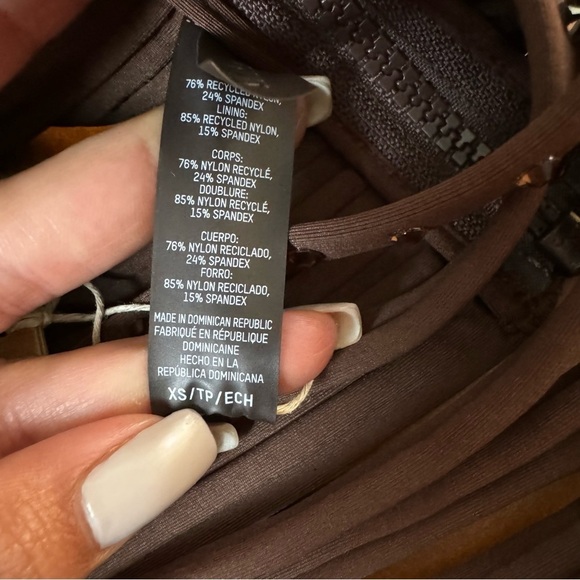 76% RECYCLED NYLON,
24% SPANDEX
LINING:
85% RECYCLED NYLON,
15% SPANDEX
CORPS:
76% NYLON RECYCLÉ,
24% SPANDEX
DOUBLURE:
85% NYLON RECYCLÉ,
15% SPANDEX
CUERPO:
76% NYLON RECICLADO,
24% SPANDEX
FORRO:
85% NYLON RECICLADO,
15% SPANDEX
MADE IN DOMINICAN REPUBLIC
FABRIQUÉ EN RÉPUBLIQUE
DOMINICAINE
HECHO EN LA
REPÚBLICA DOMINICANA
XS/TP/ECH